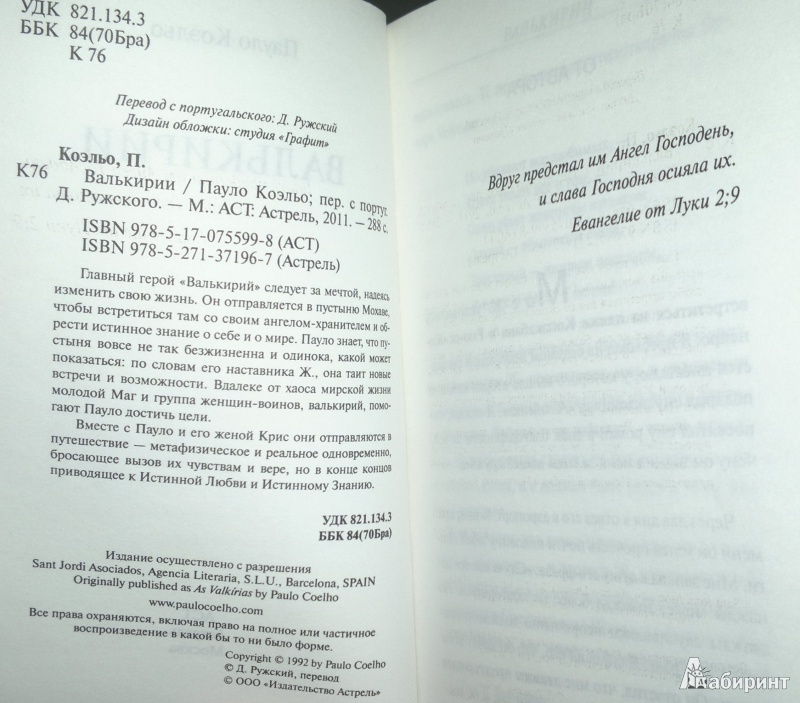 УДК 821.134.3
ББК 84(70Бра)
К 76
Перевод с португальского: Д. Ружский
Дизайн обложки: студия «Графит»
Коэльо, П.
К76
Валькирии / Пауло Коэльо; пер. с португ.
Д. Ружского. — М.: АСТ: Астрель, 2011. — 288 с.
ISBN 978-5-17-075599-8 (АСТ)
ISBN 978-5-271-37196-7 (Астрель)
Главный герой «Валькирий» следует за мечтой, надеясь
изменить свою жизнь. Он отправляется в пустыню Мохаве,
чтобы встретиться там со своим ангелом-хранителем и об-
рести истинное знание о себе и о мире. Пауло знает, что пу-
стыня вовсе не так безжизненна и одинока, какой может
показаться: по словам его наставника Ж., она таит новые
встречи и возможности. Вдалеке от хаоса мирской жизни
молодой Маг и группа женщин-воинов, валькирий, помо-
гают Пауло достичь цели.
Вместе с Пауло и его женой Крис они отправляются в
путешествие — метафизическое и реальное одновременно,
бросающее вызов их чувствам и вере, но в конце концов
приводящее к Истинной Любви и Истинному Знанию.
УДК 821.134.3
ББК 84(70Бра)
Издание осуществлено с разрешения
Sant Jordi Asociados, Agencia Literaria, S.L.U., Barcelona, SPAIN
Originally published as As Valkírias by Paulo Coelho
www.paulocoelho.com
Все права охраняются, включая право на полное или частичное
воспроизведение в какой бы то ни было форме.
Copyright © 1992 by Paulo Coelho
© Д. Ружский, перевод
© ООО «Издательство Астрель»
Вдруг предстал им Ангел Господень,
и слава Господня осияла их.
Евангелие от Луки 2;9
Лабиринт